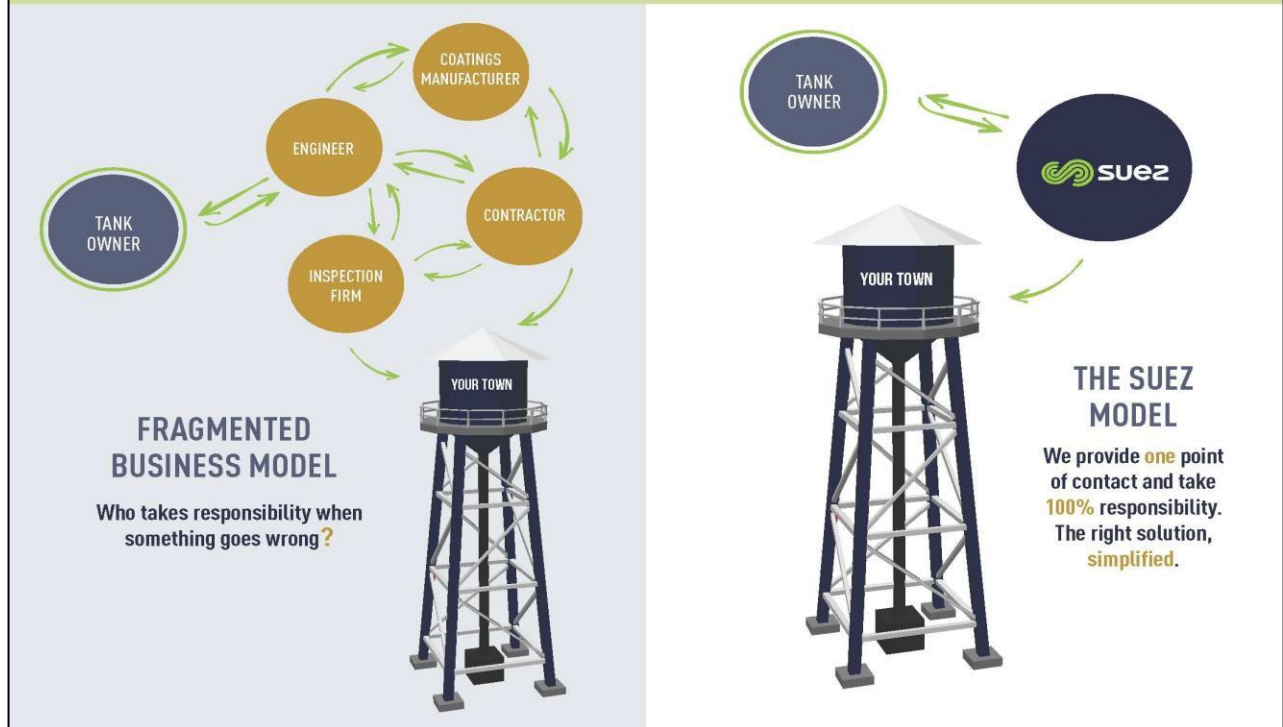 COATINGS
MANUFACTURER
ENGINEER
CONTRACTOR
TANK
OWNER
INSPECTION
FIRM
YOUR TOWN
FRAGMENTED
BUSINESS MODEL
Who takes responsibility when
something goes wrong?
TANK
OWNER
suez
YOUR TOWN
THE SUEZ
MODEL
We provide one point
of contact and take
100% responsibility.
The right solution,
simplified.